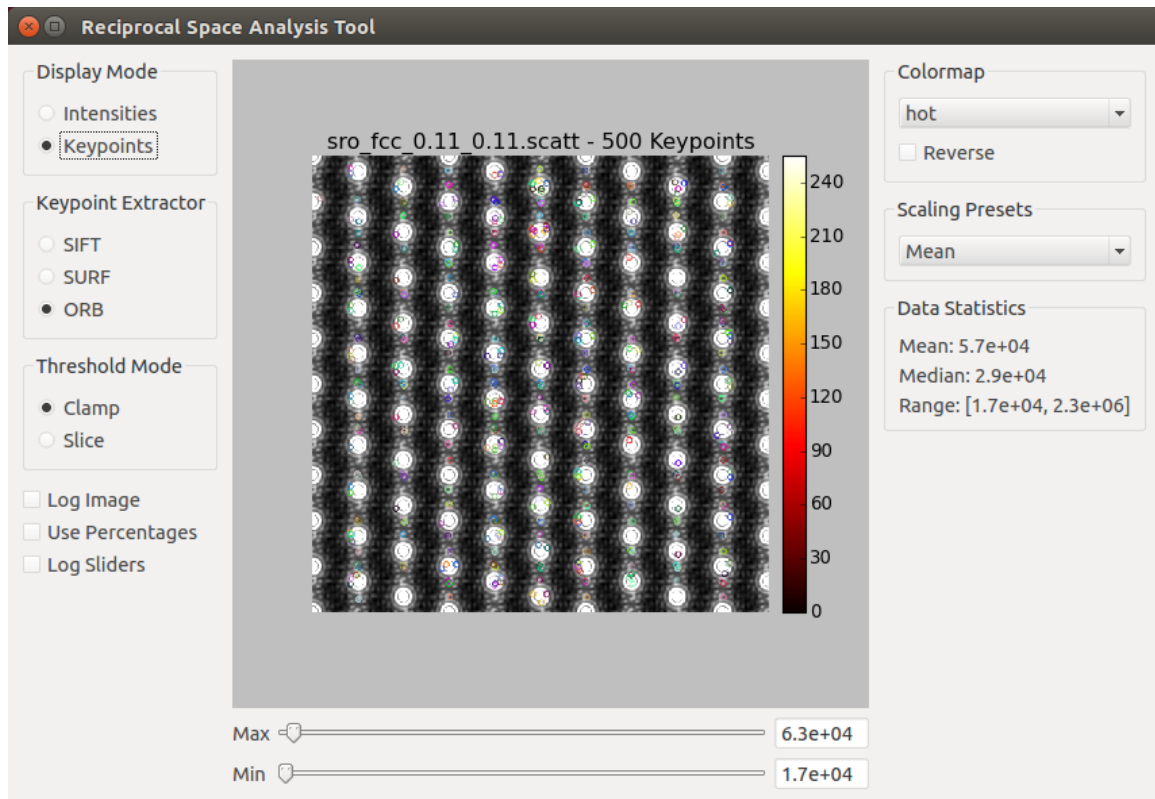 Reciprocal Space Analysis Tool
Display Mode
Intensities
Keypoints
Keypoint Extractor
SIFT
SURF
ORB
Threshold Mode
Clamp
Slice
Log Image
Use Percentages
Log Sliders
sro_fcc_0.11_0.11.scatt - 500 Keypoints
240
210
180
150
120
90
60
30
0
Max
6.3e+04
Min
1.7e+04
Colormap
hot
Reverse
Scaling Presets
Mean
Data Statistics
Mean: 5.7e+04
Median: 2.9e+04
Range: [1.7e+04, 2.3e+06]